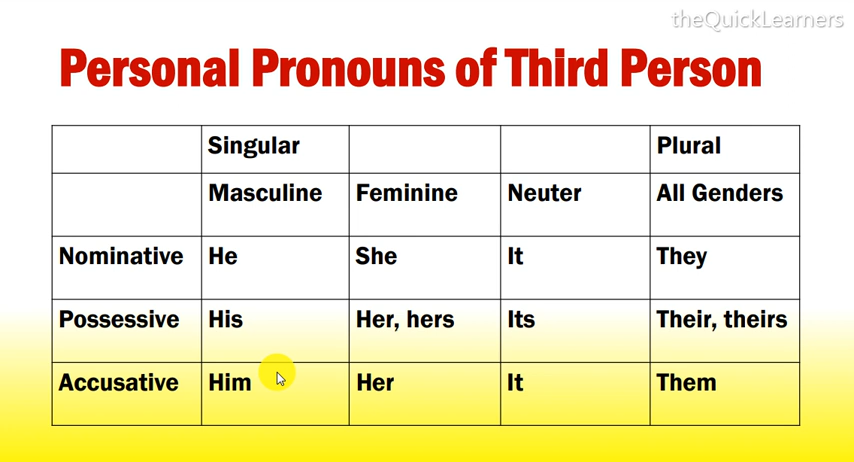 theQuickLearners
Personal Pronouns of Third Person
Singular Plural
Masculine Feminine Neuter All Genders
Nominative He She It They
Possessive His Her, hers Its Their, theirs
Accusative Him Her It Them